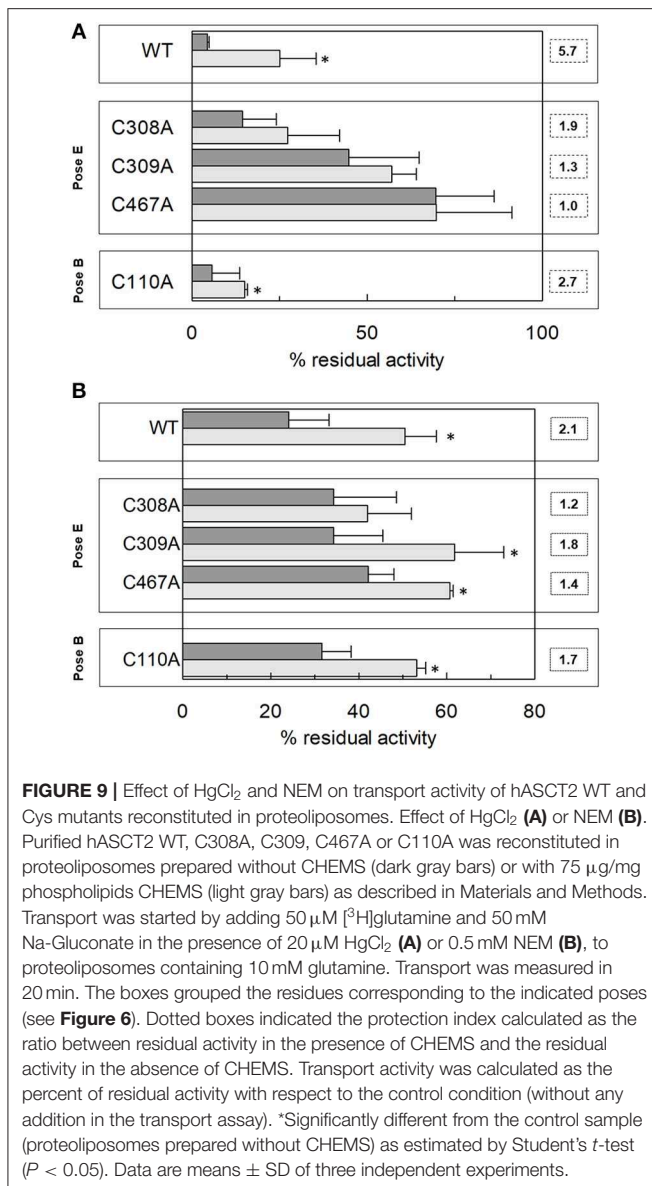 A
WT
5.7
Pose E
C308A
1.9
C309A
1.3
C467A
1.0
Pose B
C110A
2.7
*
*
0
50
100
% residual activity
B
WT
2.1
*
Pose E
C308A
1.2
C309A
1.8
*
C467A
1.4
*
Pose B
C110A
1.7
*
0
20
40
60
80
% residual activity
FIGURE 9 | Effect of HgCl₂ and NEM on transport activity of hASCT2 WT and
Cys mutants reconstituted in proteoliposomes. Effect of HgCl₂ (A) or NEM (B).
Purified hASCT2 WT, C308A, C309, C467A or C110A was reconstituted in
proteoliposomes prepared without CHEMS (dark gray bars) or with 75 μg/mg
phospholipids CHEMS (light gray bars) as described in Materials and Methods.
Transport was started by adding 50 μM [³H]glutamine and 50 mM
Na-Gluconate in the presence of 20 μM HgCl₂ (A) or 0.5 mM NEM (B), to
proteoliposomes containing 10 mM glutamine. Transport was measured in
20 min. The boxes grouped the residues corresponding to the indicated poses
(see Figure 6). Dotted boxes indicated the protection index calculated as the
ratio between residual activity in the presence of CHEMS and the residual
activity in the absence of CHEMS. Transport activity was calculated as the
percent of residual activity with respect to the control condition (without any
addition in the transport assay). *Significantly different from the control sample
(proteoliposomes prepared without CHEMS) as estimated by Student's t-test
(P < 0.05). Data are means ± SD of three independent experiments.